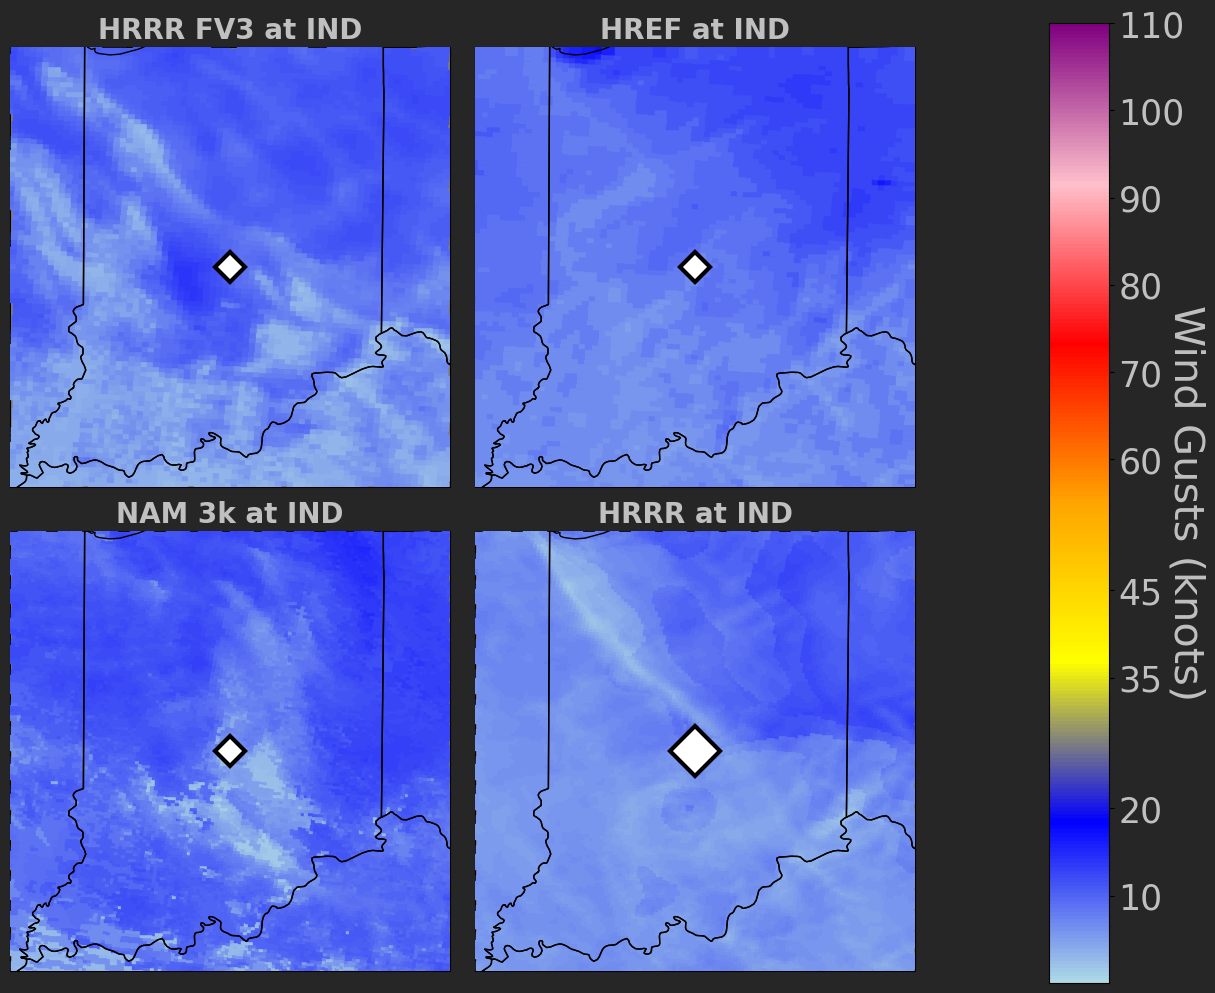 HRRR FV3 at IND
HREF at IND
NAM 3k at IND
HRRR at IND
110
100
90
80
70
60
45
35
20
10
Wind Gusts (knots)